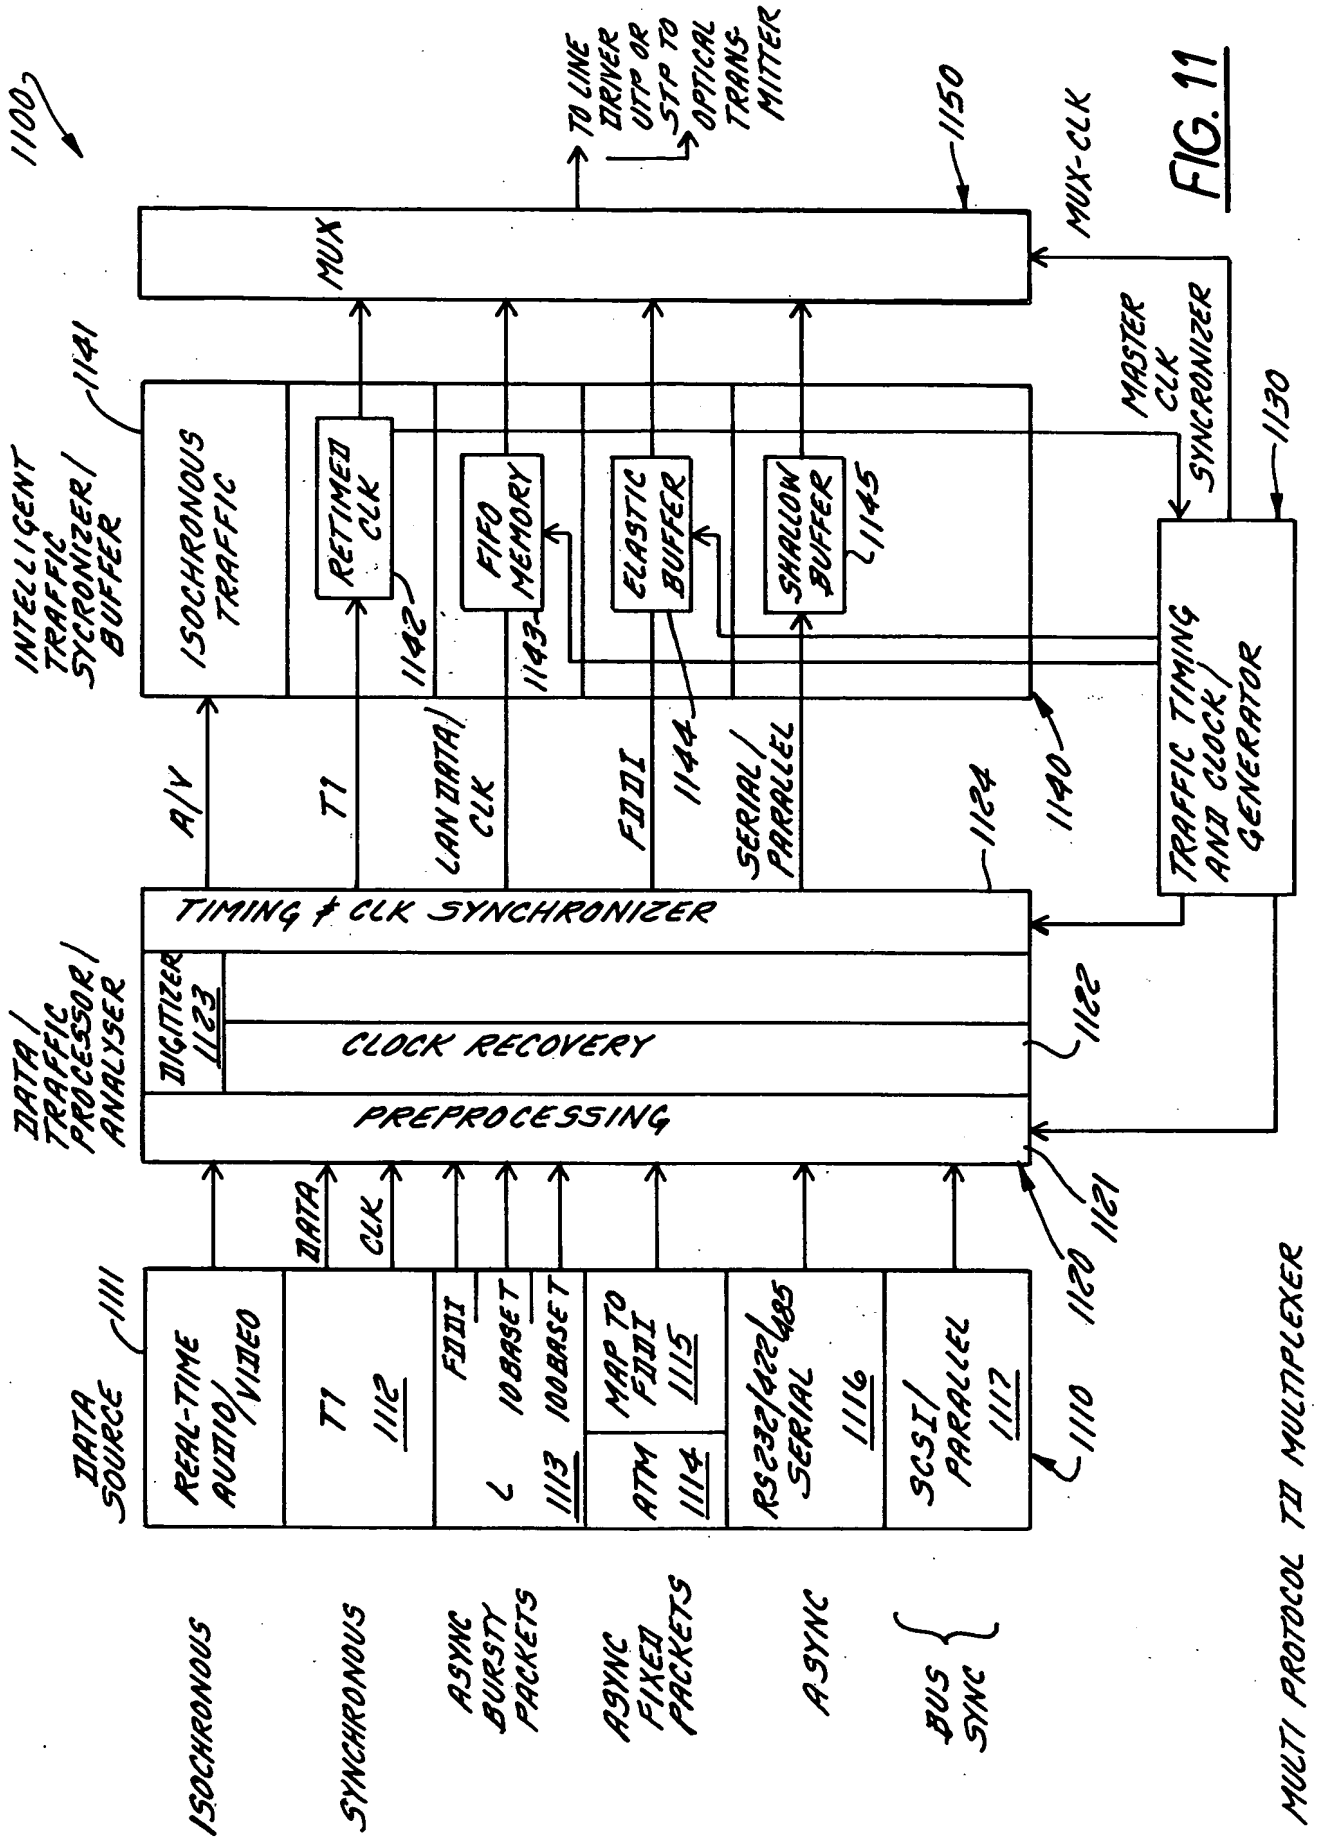 1100
DATA
SOURCE
DATA/
TRAFFIC
PROCESSOR/
ANALYSER
INTELLIGENT
TRAFFIC
SYCRONIZER/
BUFFER
ISOCHRONOUS
SYNCHRONOUS
ASYNC
BURSTY
PACKETS
ASYNC
FIXED
PACKETS
ASYNC
BUS
SYNC
1111
REAL-TIME
AUDIO/
VIDEO
T1
1112
FDDI
10BASE T
100BASE T
1113
ATM
1114
MAP TO
FDDI
1115
RS232/422/485
SERIAL
1116
SCSI/
PARALLEL
1117
1110
DATA
CLK
PREPROCESSING
CLOCK RECOVERY
DIGITIZER
1123
TIMING & CLK SYNCHRONIZER
1120
1121
1122
1124
A/V
T1
LAN DATA/
CLK
FDDI
SERIAL/
PARALLEL
1141
ISOCHRONOUS
TRAFFIC
RETIMED
CLK
1142
FIFO
MEMORY
1143
ELASTIC
BUFFER
1144
SHALLOW
BUFFER
1145
1140
MUX
1150
TO LINE
DRIVER
UTP OR
STP TO
OPTICAL
TRANS-
MITTER
MASTER
CLK
SYNCRONIZER
MUX-CLK
TRAFFIC TIMING
AND CLOCK/
GENERATOR
1130
MULTI PROTOCOL TO MULTIPLEXER
FIG. 11